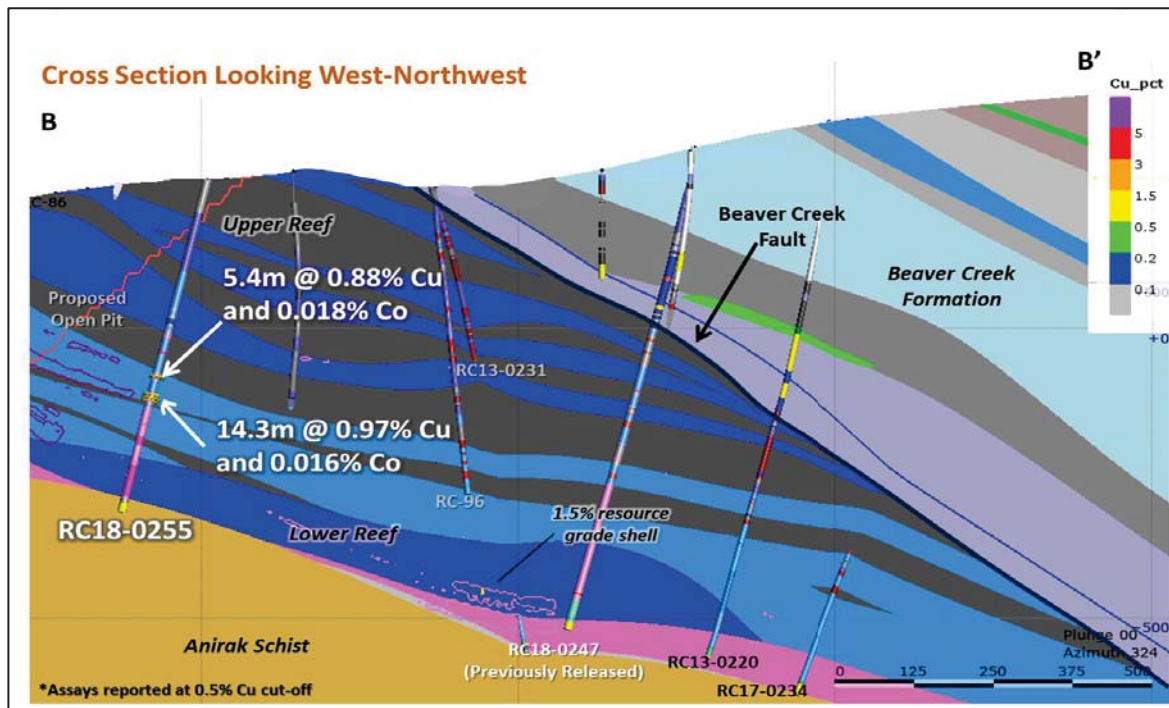 Cross Section Looking West-Northwest
B
B’
Cu_pct
5
3
1.5
0.5
0.2
0.1
C-86
Upper Reef
5.4m @ 0.88% Cu
and 0.018% Co
Proposed
Open Pit
Beaver Creek
Fault
Beaver Creek
Formation
+0
RC13-0231
14.3m @ 0.97% Cu
and 0.016% Co
RC-96
RC18-0255
1.5% resource
grade shell
Lower Reef
-500
Anirak Schist
RC18-0247
(Previously Released)
RC13-0220
RC17-0234
Plunge 00
Azimuth 324
0 125 250 375 500
*Assays reported at 0.5% Cu cut-off